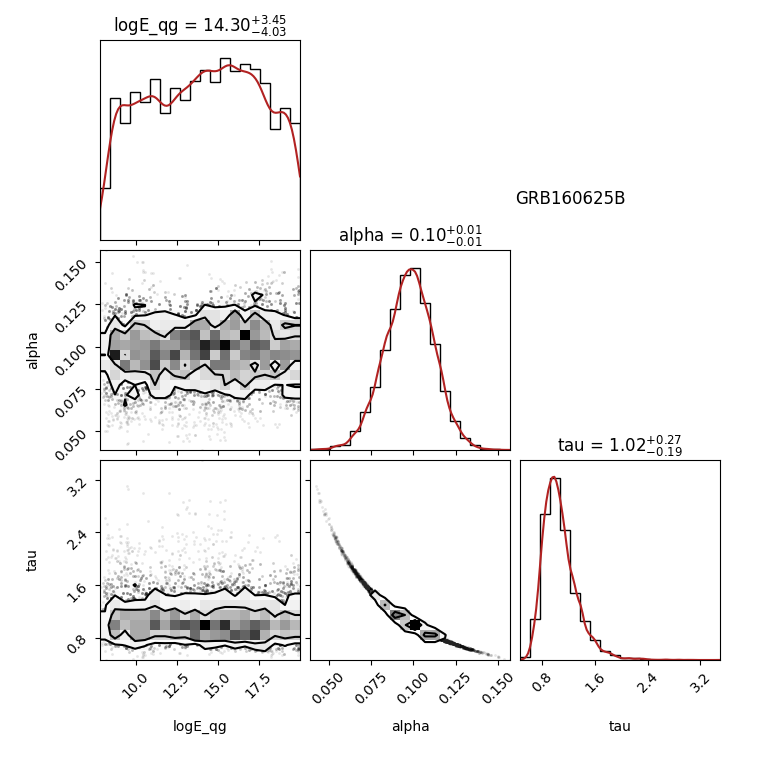 logE_qg = 14.30+3.45−4.03
GRB160625B
alpha = 0.10+0.01−0.01
0.150
0.125
0.100
0.075
0.050
alpha
tau = 1.02+0.27−0.19
3.2
2.4
1.6
0.8
tau
10.0 12.5 15.0 17.5
0.050 0.075 0.100 0.125 0.150
0.8 1.6 2.4 3.2
logE_qg alpha tau